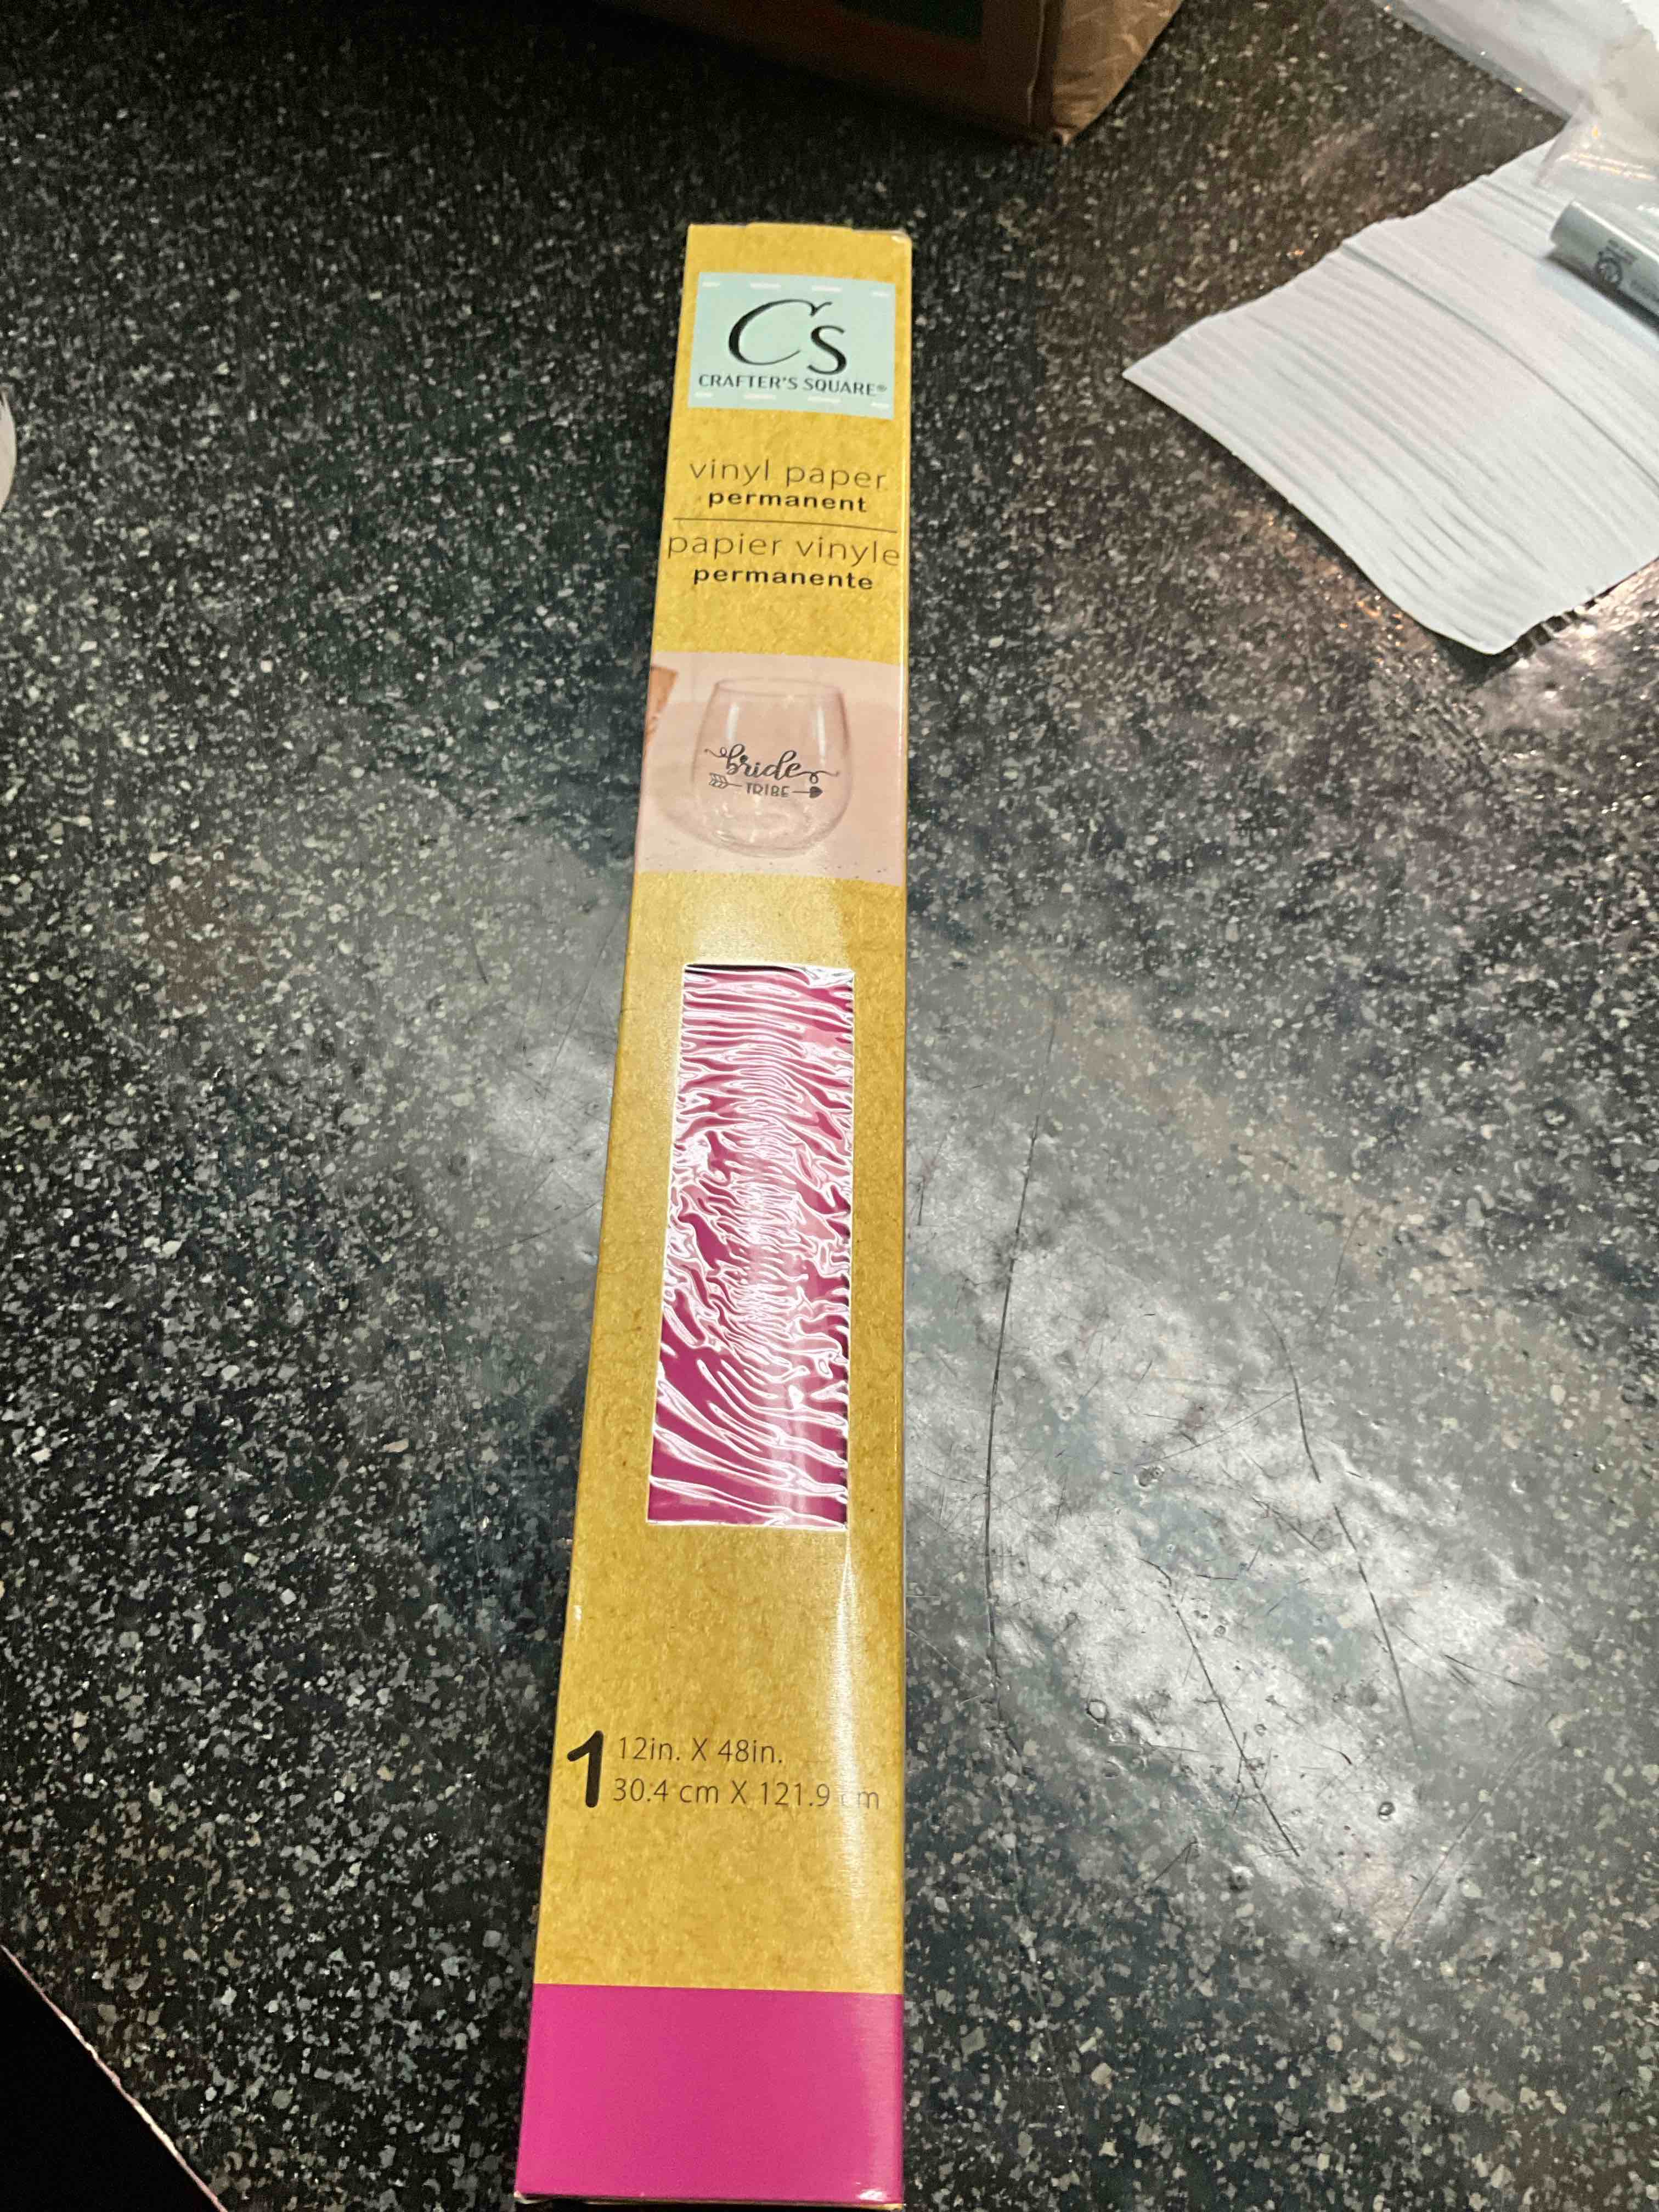 Cs
CRAFTER'S SQUARE®
vinyl paper
permanent
papier vinyle
permanente
bride
TRIBE
1 12in. X 48in.
30.4 cm X 121.9 cm